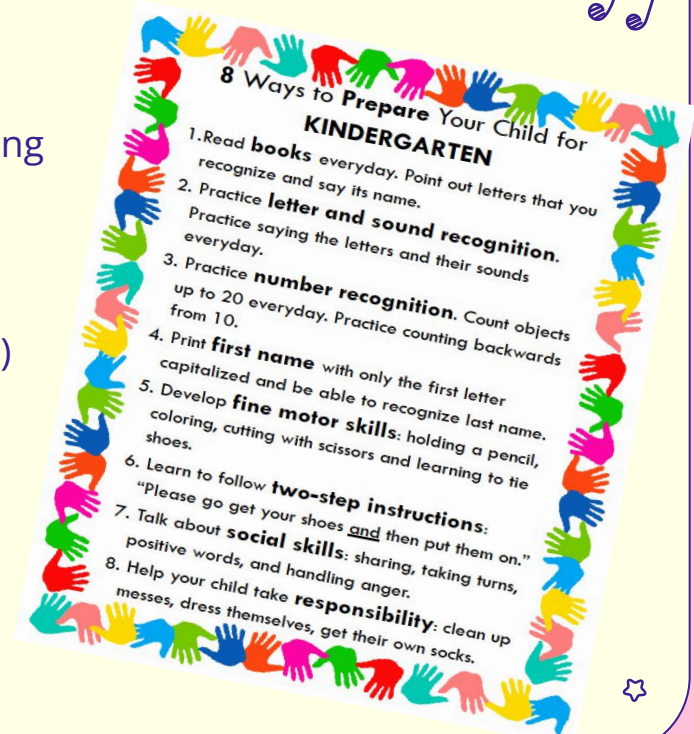 ng
)
8 Ways to Prepare Your Child for
KINDERGARTEN
1.Read books everyday. Point out letters that you
recognize and say its name.
2. Practice letter and sound recognition.
Practice saying the letters and their sounds
everyday.
3. Practice number recognition. Count objects
up to 20 everyday. Practice counting backwards
from 10.
4. Print first name with only the first letter
capitalized and be able to recognize last name.
5. Develop fine motor skills: holding a pencil,
coloring, cutting with scissors and learning to tie
shoes.
6. Learn to follow two-step instructions:
“Please go get your shoes and then put them on.”
7. Talk about social skills: sharing, taking turns,
positive words, and handling anger.
8. Help your child take responsibility: clean up
messes, dress themselves, get their own socks.